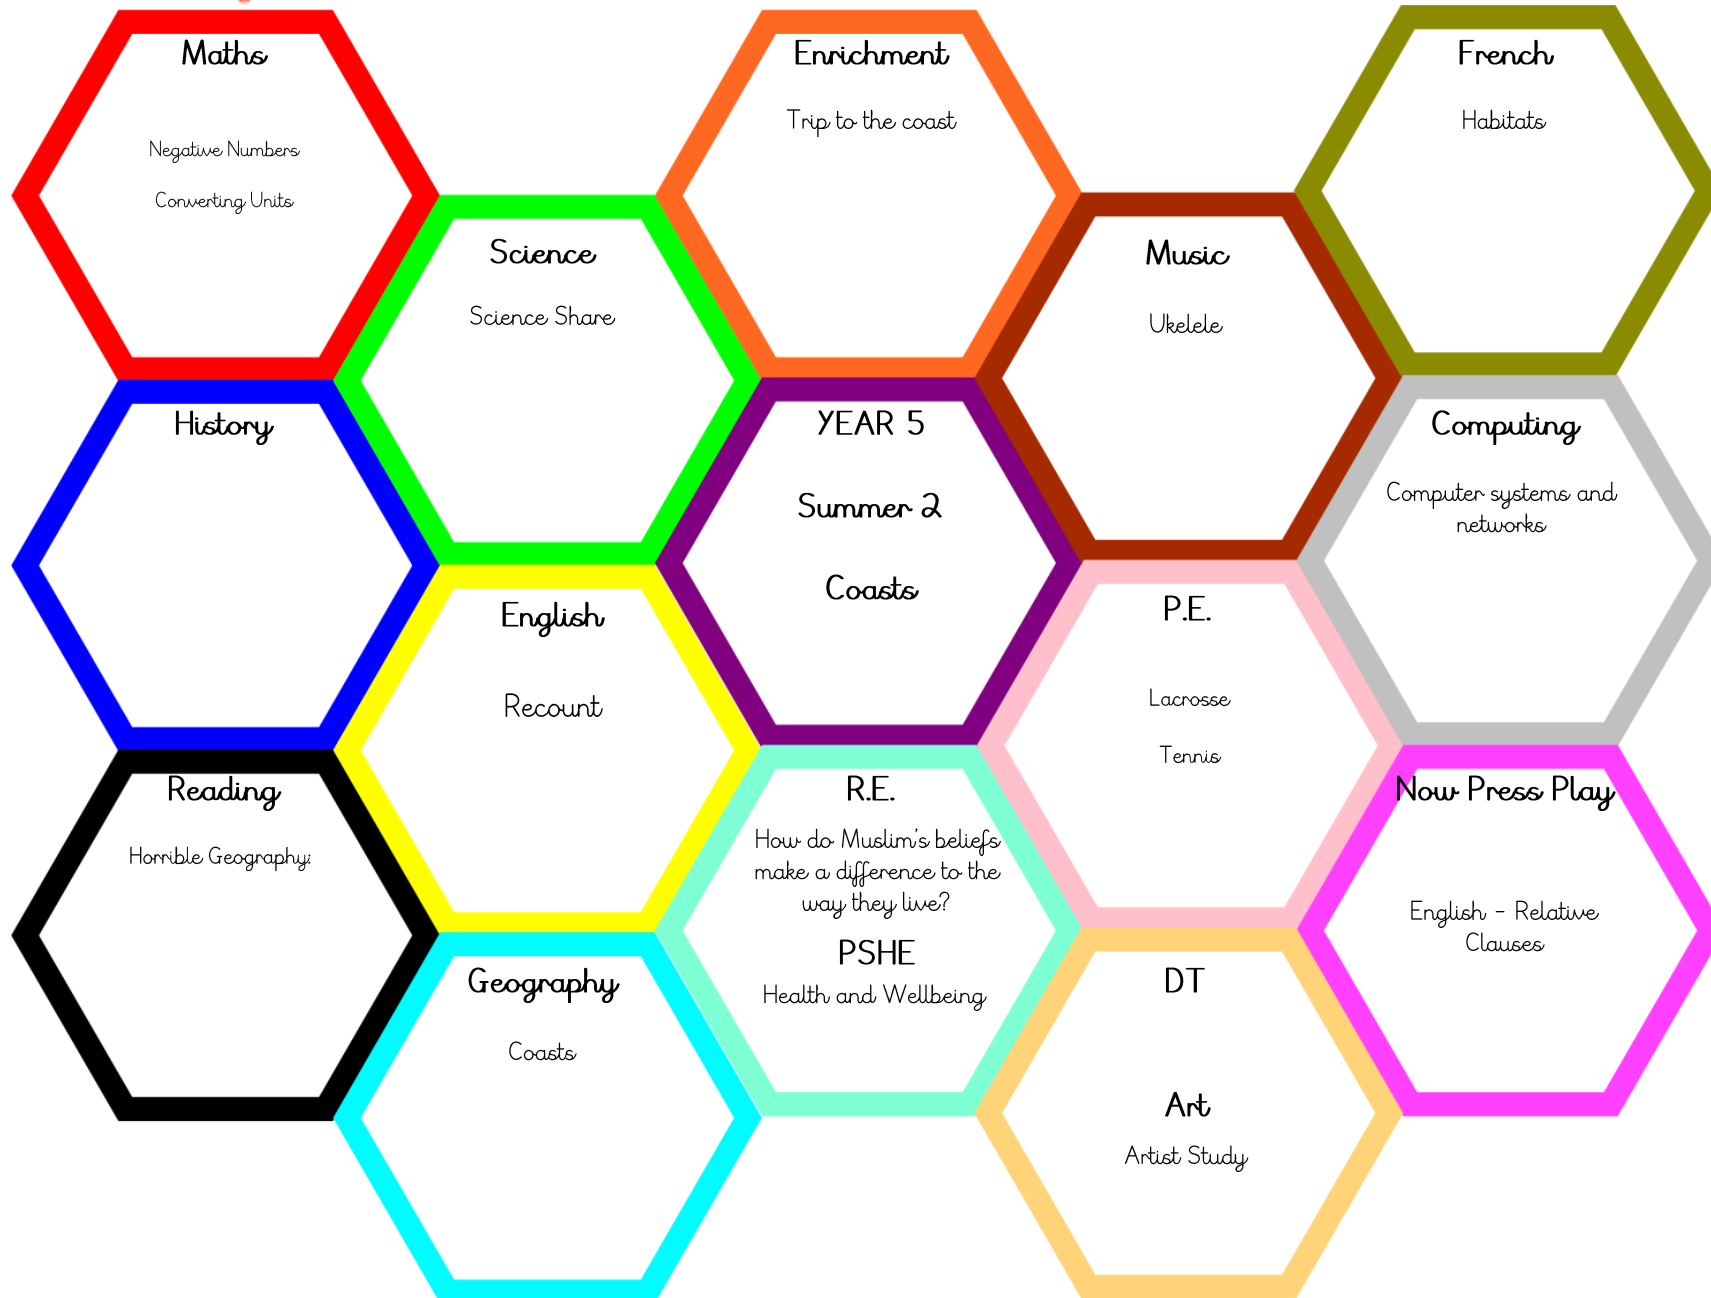 Maths
Negative Numbers
Converting Units
Enrichment
Trip to the coast
French
Habitats
Science
Science Share
Music
Ukelele
History
YEAR 5
Summer 2
Coasts
Computing
Computer systems and
networks
English
Recount
P.E.
Lacrosse
Tennis
Reading
Horrible Geography:
R.E.
How do Muslim's beliefs
make a difference to the
way they live?
PSHE
Health and Wellbeing
Now Press Play
English - Relative
Clauses
Geography
Coasts
DT
Art
Artist Study